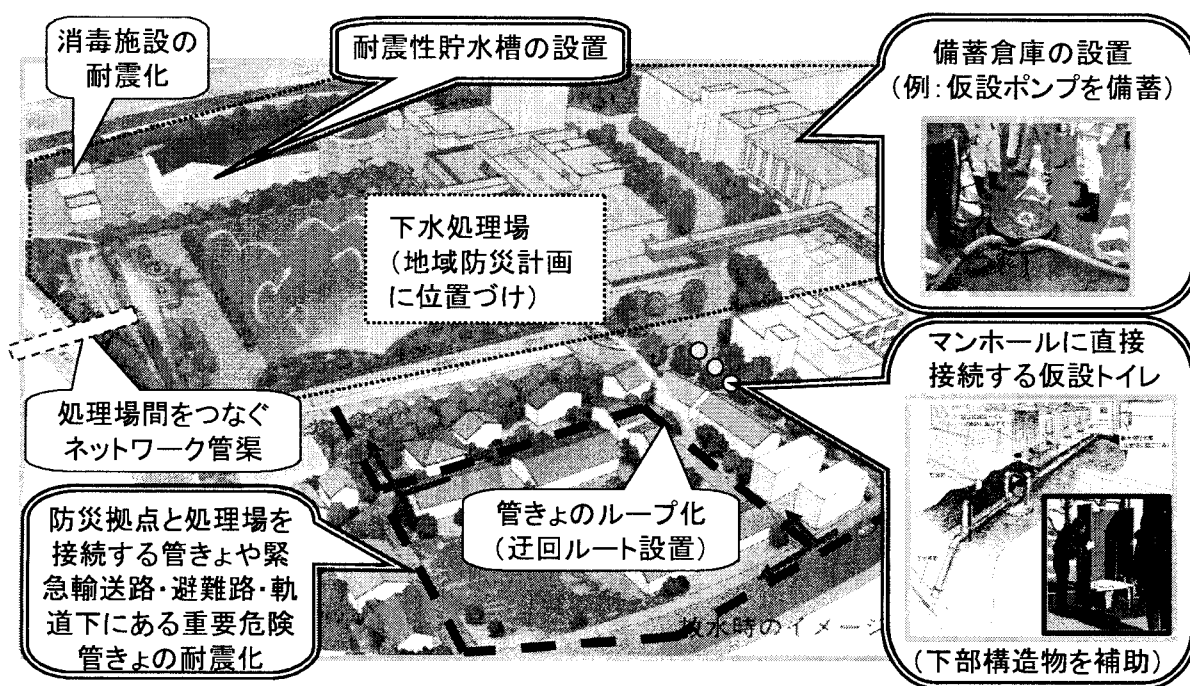 消毒施設の
耐震化
耐震性貯水槽の設置
備蓄倉庫の設置
(例:仮設ポンプを備蓄)
下水処理場
(地域防災計画
に位置づけ)
処理場間をつなぐ
ネットワーク管渠
マンホールに直接
接続する仮設トイレ
管きょのループ化
(迂回ルート設置)
防災拠点と処理場を
接続する管きょや緊
急輸送路・避難路・軌
道下にある重要危険
管きょの耐震化
水時のイメージ
(下部構造物を補助)